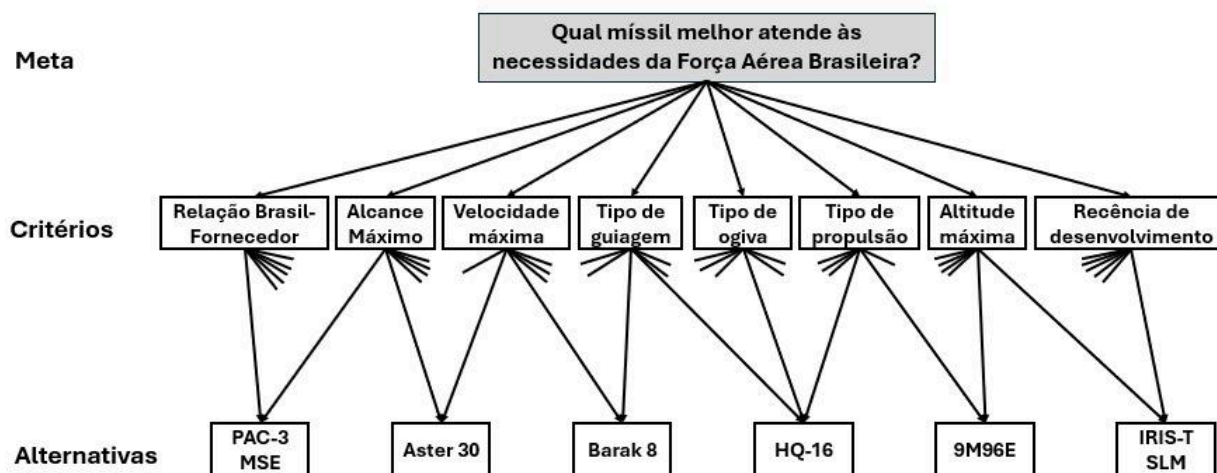 Meta
Qual míssil melhor atende às
necessidades da Força Aérea Brasileira?
Critérios
Relação Brasil-
Fornecedor
Alcance
Máximo
Velocidade
máxima
Tipo de
guiagem
Tipo de
ogiva
Tipo de
propulsão
Altitude
máxima
Recência de
desenvolvimento
Alternativas
PAC-3
MSE
Aster 30
Barak 8
HQ-16
9M96E
IRIS-T
SLM